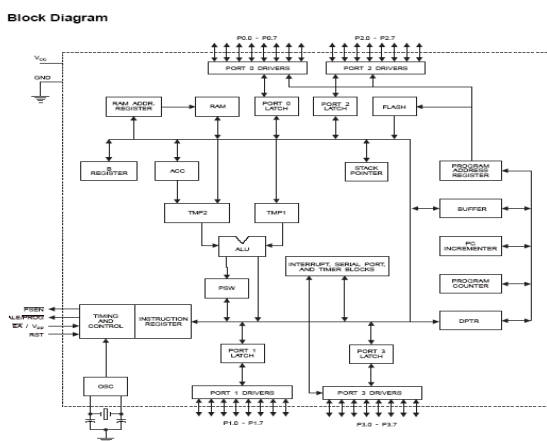 Block Diagram
P0.0 - P0.7
P2.0 - P2.7
VCC
PORT 0 DRIVERS
PORT 2 DRIVERS
GND
RAM ADDR.
REGISTER
RAM
PORT 0
LATCH
PORT 2
LATCH
FLASH
B
REGISTER
ACC
STACK
POINTER
PROGRAM
ADDRESS
REGISTER
TMP2
TMP1
BUFFER
ALU
PC
INCREMENTER
INTERRUPT, SERIAL PORT,
AND TIMER BLOCKS
PSW
PROGRAM
COUNTER
PSEN
ALE/PROG
EA / VPP
RST
TIMING
AND
CONTROL
INSTRUCTION
REGISTER
DPTR
PORT 1
LATCH
PORT 3
LATCH
OSC
PORT 1 DRIVERS
PORT 3 DRIVERS
P1.0 - P1.7
P3.0 - P3.7